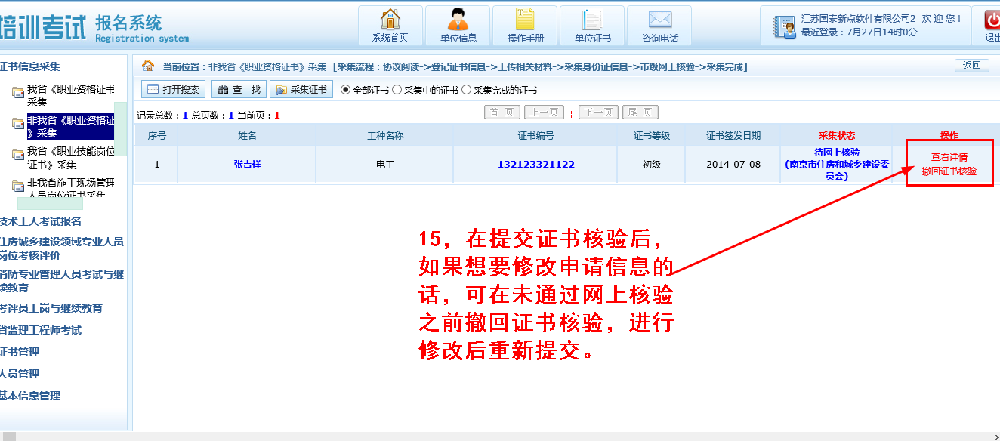 培训考试 报名系统
Registration system
系统首页
单位信息
操作手册
单位证书
咨询电话
江苏国泰新点软件有限公司2 欢 迎 您！
最近登录：7月27日14时0分
退出
证书信息采集
我省《职业资格证书
采集
非我省《职业资格证
》采集
我省《职业技能岗位
证书》采集
非我省施工现场管理
人员岗位证书采集
技术工人考试报名
住房城乡建设领域专业人员
岗位考核评价
消防专业管理人员考试与继
续教育
考评员上岗与继续教育
省监理工程师考试
证书管理
人员管理
基本信息管理
当前位置：非我省《职业资格证书》采集 [采集流程：协议阅读->登记证书信息->上传相关材料->采集身份证信息->市级网上核验->采集完成]
返回
打开搜索
查 找
采集证书
全部证书 采集中的证书 采集完成的证书
记录总数：1 总页数：1 当前页：1
首 页 上一页 | 下一页 尾 页
序号 姓名 工种名称 证书编号 证书等级 证书签发日期 采集状态 操作
1 张吉祥 电工 132123321122 初级 2014-07-08
待网上核验
(南京市住房和城乡建设委
员会)
查看详情
撤回证书核验
15，在提交证书核验后，
如果想要修改申请信息的
话，可在未通过网上核验
之前撤回证书核验，进行
修改后重新提交。